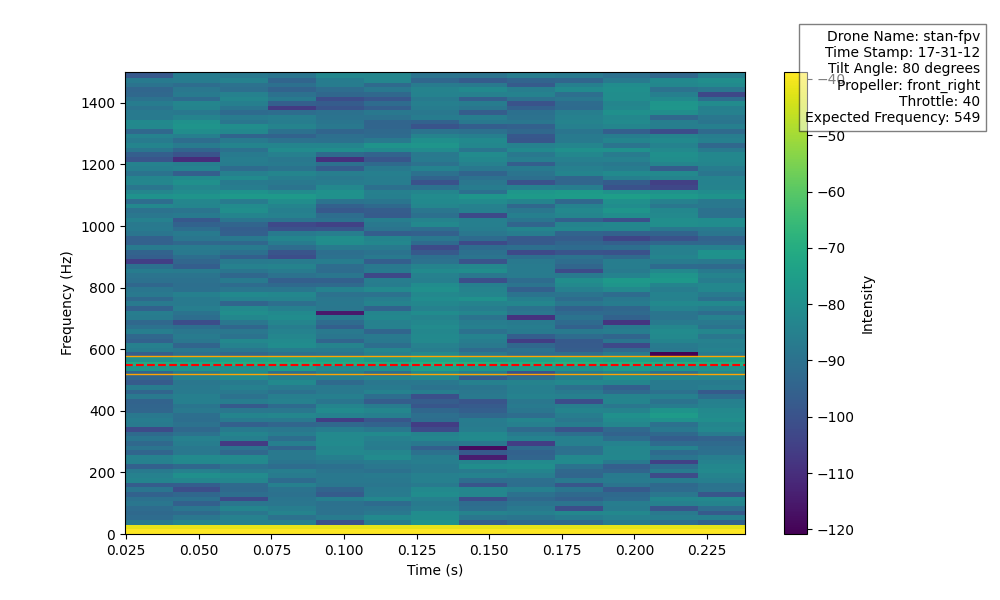 Drone Name: stan-fpv
Time Stamp: 17-31-12
Tilt Angle: 80 degrees
Propeller: front_right
Throttle: 40
Expected Frequency: 549
1400
1200
1000
800
600
400
200
0
Frequency (Hz)
0.025 0.050 0.075 0.100 0.125 0.150 0.175 0.200 0.225
Time (s)
−40
−50
−60
−70
−80
−90
−100
−110
−120
Intensity